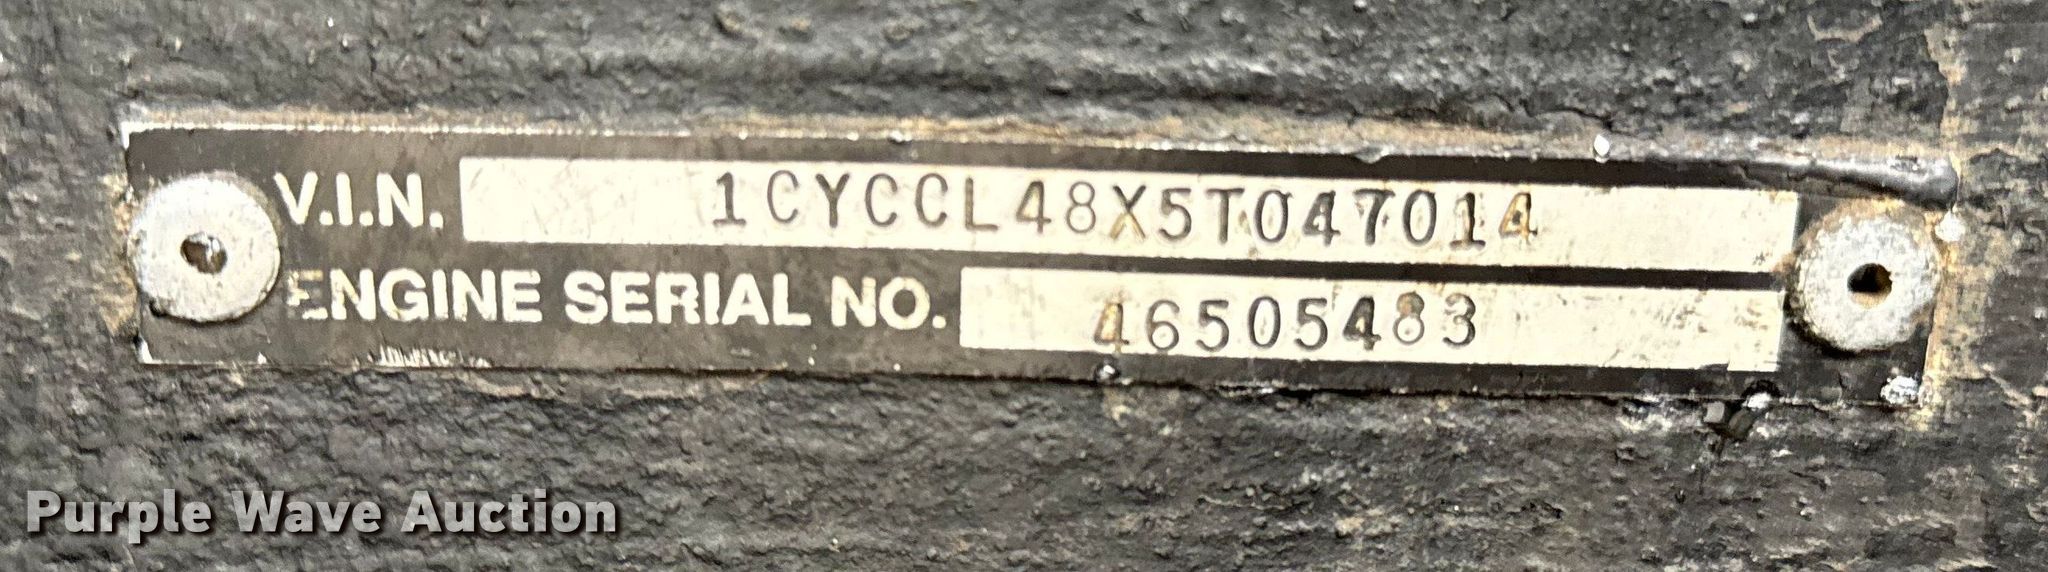 V.I.N. 1CYCCL48X5T047014
ENGINE SERIAL NO. 46505483
Purple Wave Auction